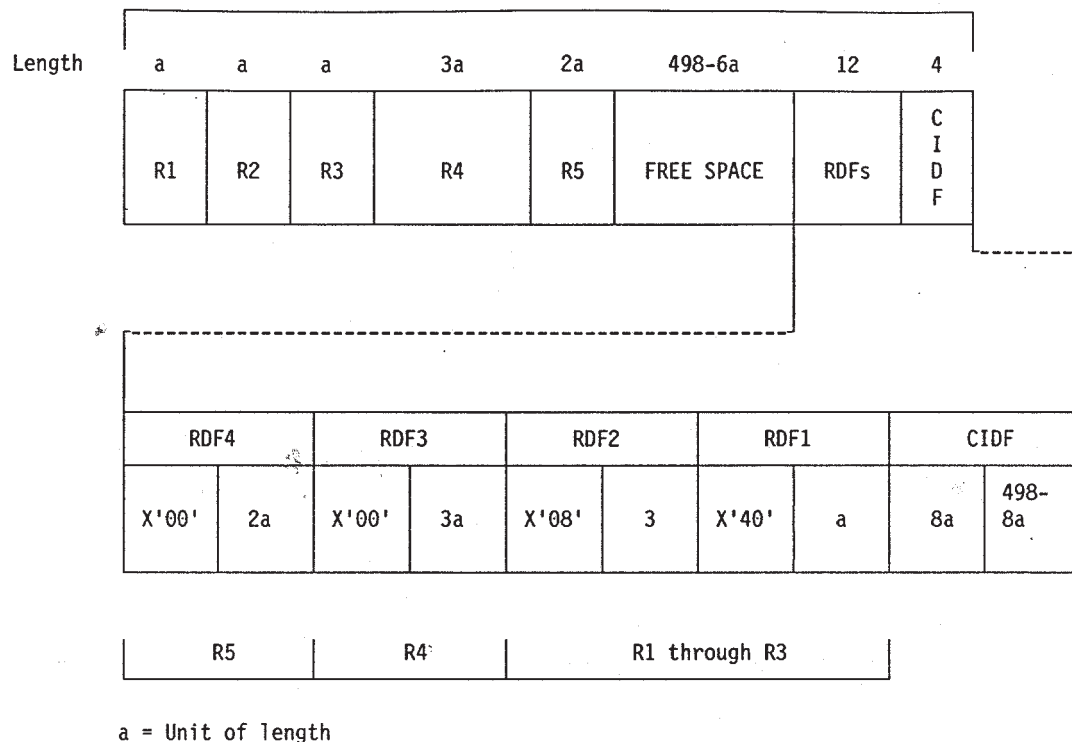 Length a a a 3a 2a 498-6a 12 4
R1 R2 R3 R4 R5 FREE SPACE RDFs C I D F
RDF4 RDF3 RDF2 RDF1 CIDF
X'00' 2a X'00' 3a X'08' 3 X'40' a 8a 498-
8a
R5 R4 R1 through R3
a = Unit of length